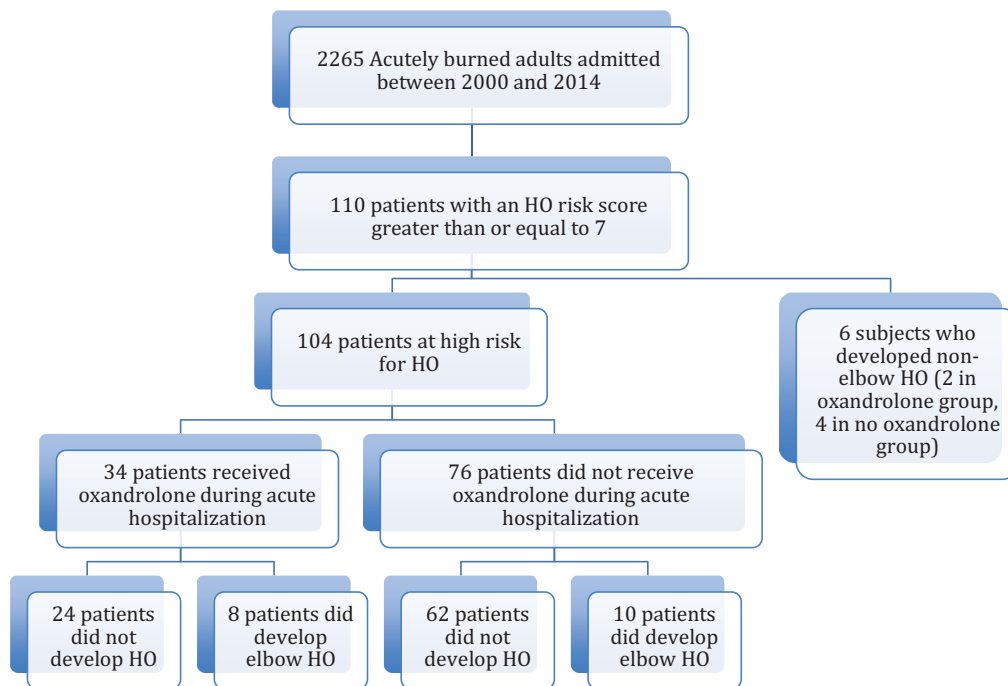 2265 Acutely burned adults admitted
between 2000 and 2014
110 patients with an HO risk score
greater than or equal to 7
104 patients at high risk
for HO
6 subjects who
developed non-
elbow HO (2 in
oxandrolone group,
4 in no oxandrolone
group)
34 patients received
oxandrolone during acute
hospitalization
76 patients did not receive
oxandrolone during acute
hospitalization
24 patients
did not
develop HO
8 patients did
develop
elbow HO
62 patients
did not
develop HO
10 patients
did develop
elbow HO